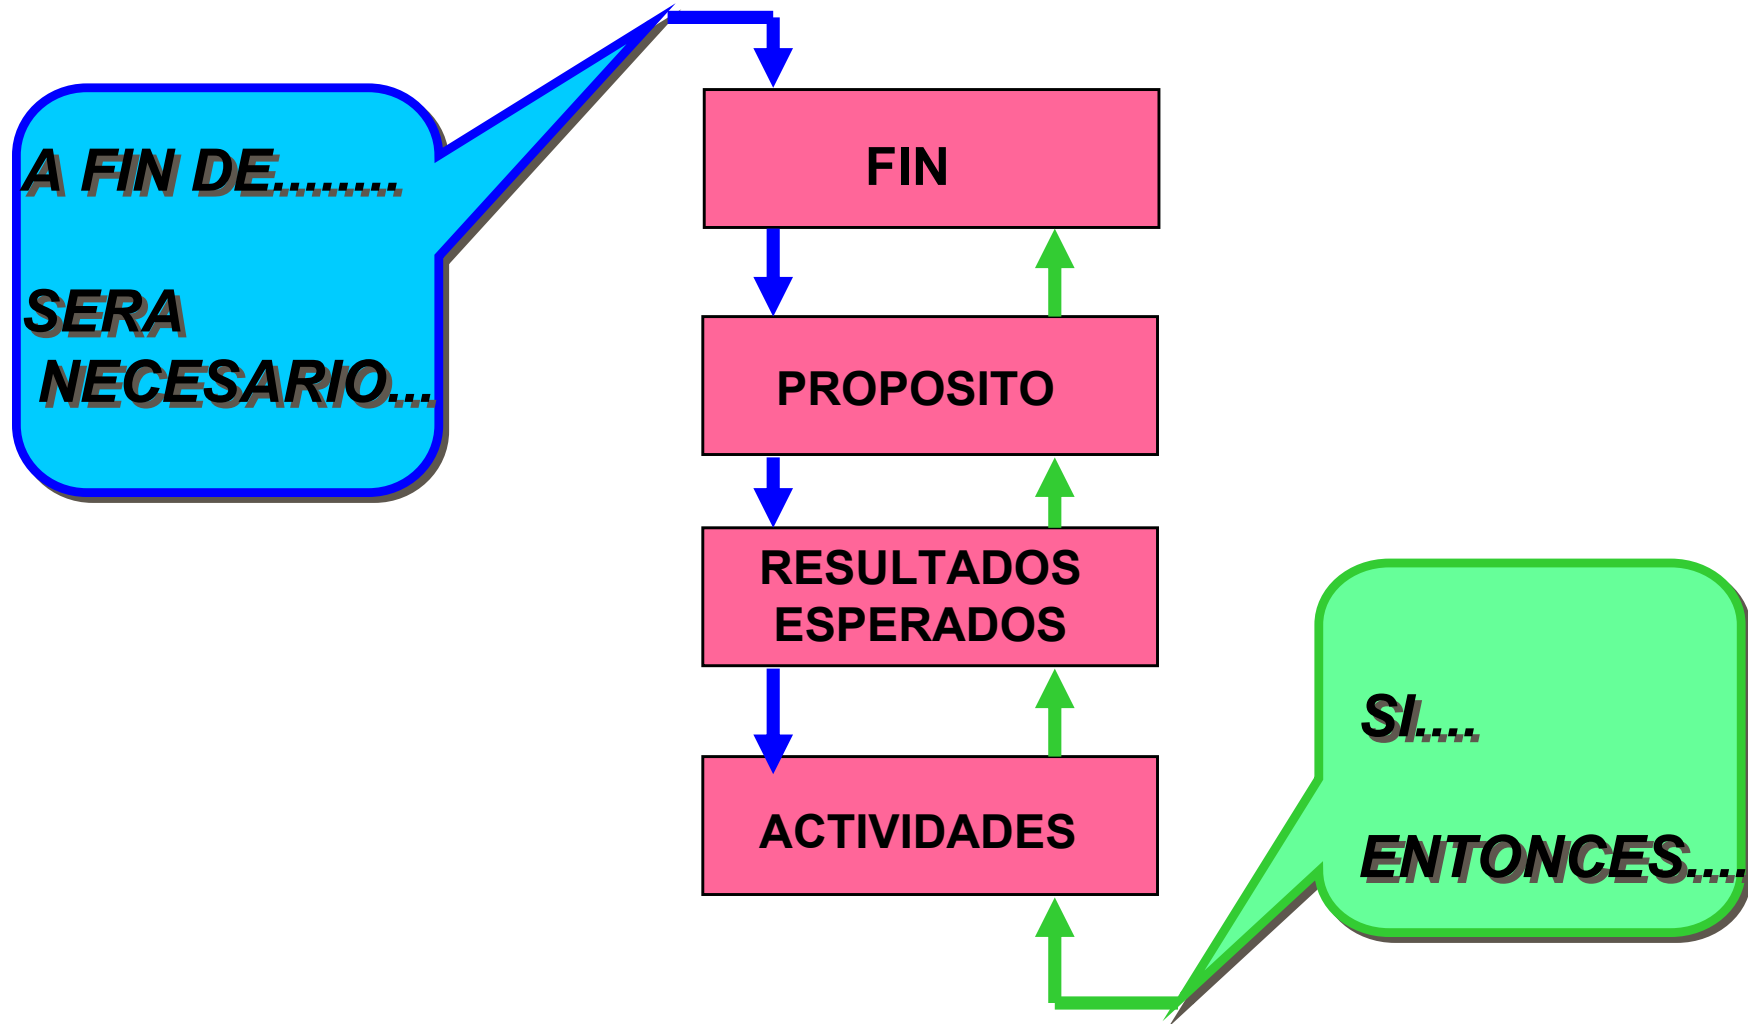 A FIN DE........
SERA
NECESARIO...
FIN
PROPOSITO
RESULTADOS
ESPERADOS
ACTIVIDADES
SI....
ENTONCES....